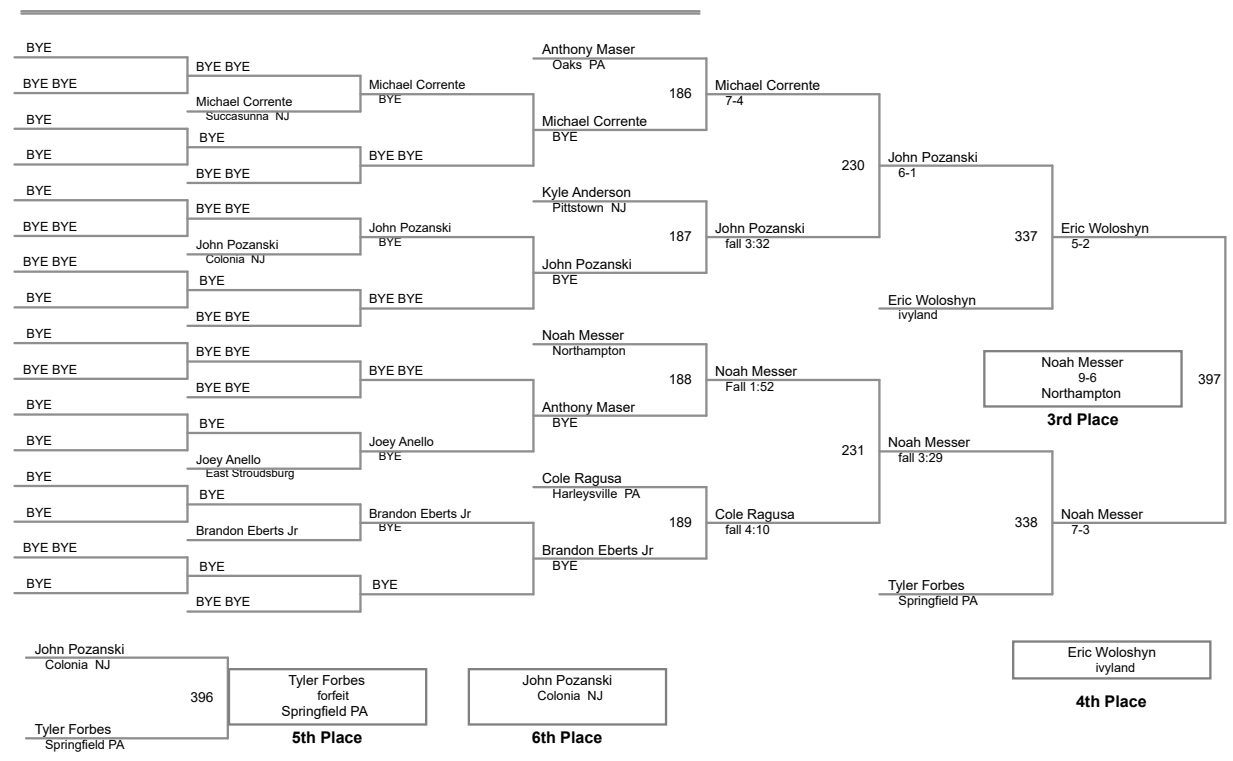 BYE
BYE BYE
BYE
BYE
BYE
BYE BYE
BYE BYE
BYE
BYE
BYE BYE
BYE
BYE
BYE
BYE
BYE BYE
BYE
BYE BYE
Michael Corrente
Succasunna NJ
BYE
BYE BYE
BYE BYE
John Pozanski
Colonia NJ
BYE
BYE BYE
BYE BYE
BYE BYE
BYE
Joey Anello
East Stroudsburg
BYE
Brandon Eberts Jr
BYE
BYE BYE
Michael Corrente
BYE
BYE BYE
John Pozanski
BYE
BYE BYE
BYE BYE
Joey Anello
BYE
Brandon Eberts Jr
BYE
BYE
Anthony Maser
Oaks PA
186
Michael Corrente
BYE
Kyle Anderson
Pittstown NJ
187
John Pozanski
BYE
Noah Messer
Northampton
188
Anthony Maser
BYE
Cole Ragusa
Harleysville PA
189
Brandon Eberts Jr
BYE
Michael Corrente
7-4
230
John Pozanski
fall 3:32
Noah Messer
Fall 1:52
231
Cole Ragusa
fall 4:10
John Pozanski
6-1
337
Eric Woloshyn
ivyland
Noah Messer
fall 3:29
338
Tyler Forbes
Springfield PA
Eric Woloshyn
5-2
Noah Messer
9-6
Northampton
397
3rd Place
Noah Messer
7-3
John Pozanski
Colonia NJ
396
Tyler Forbes
Springfield PA
Tyler Forbes
forfeit
Springfield PA
5th Place
John Pozanski
Colonia NJ
6th Place
Eric Woloshyn
ivyland
4th Place